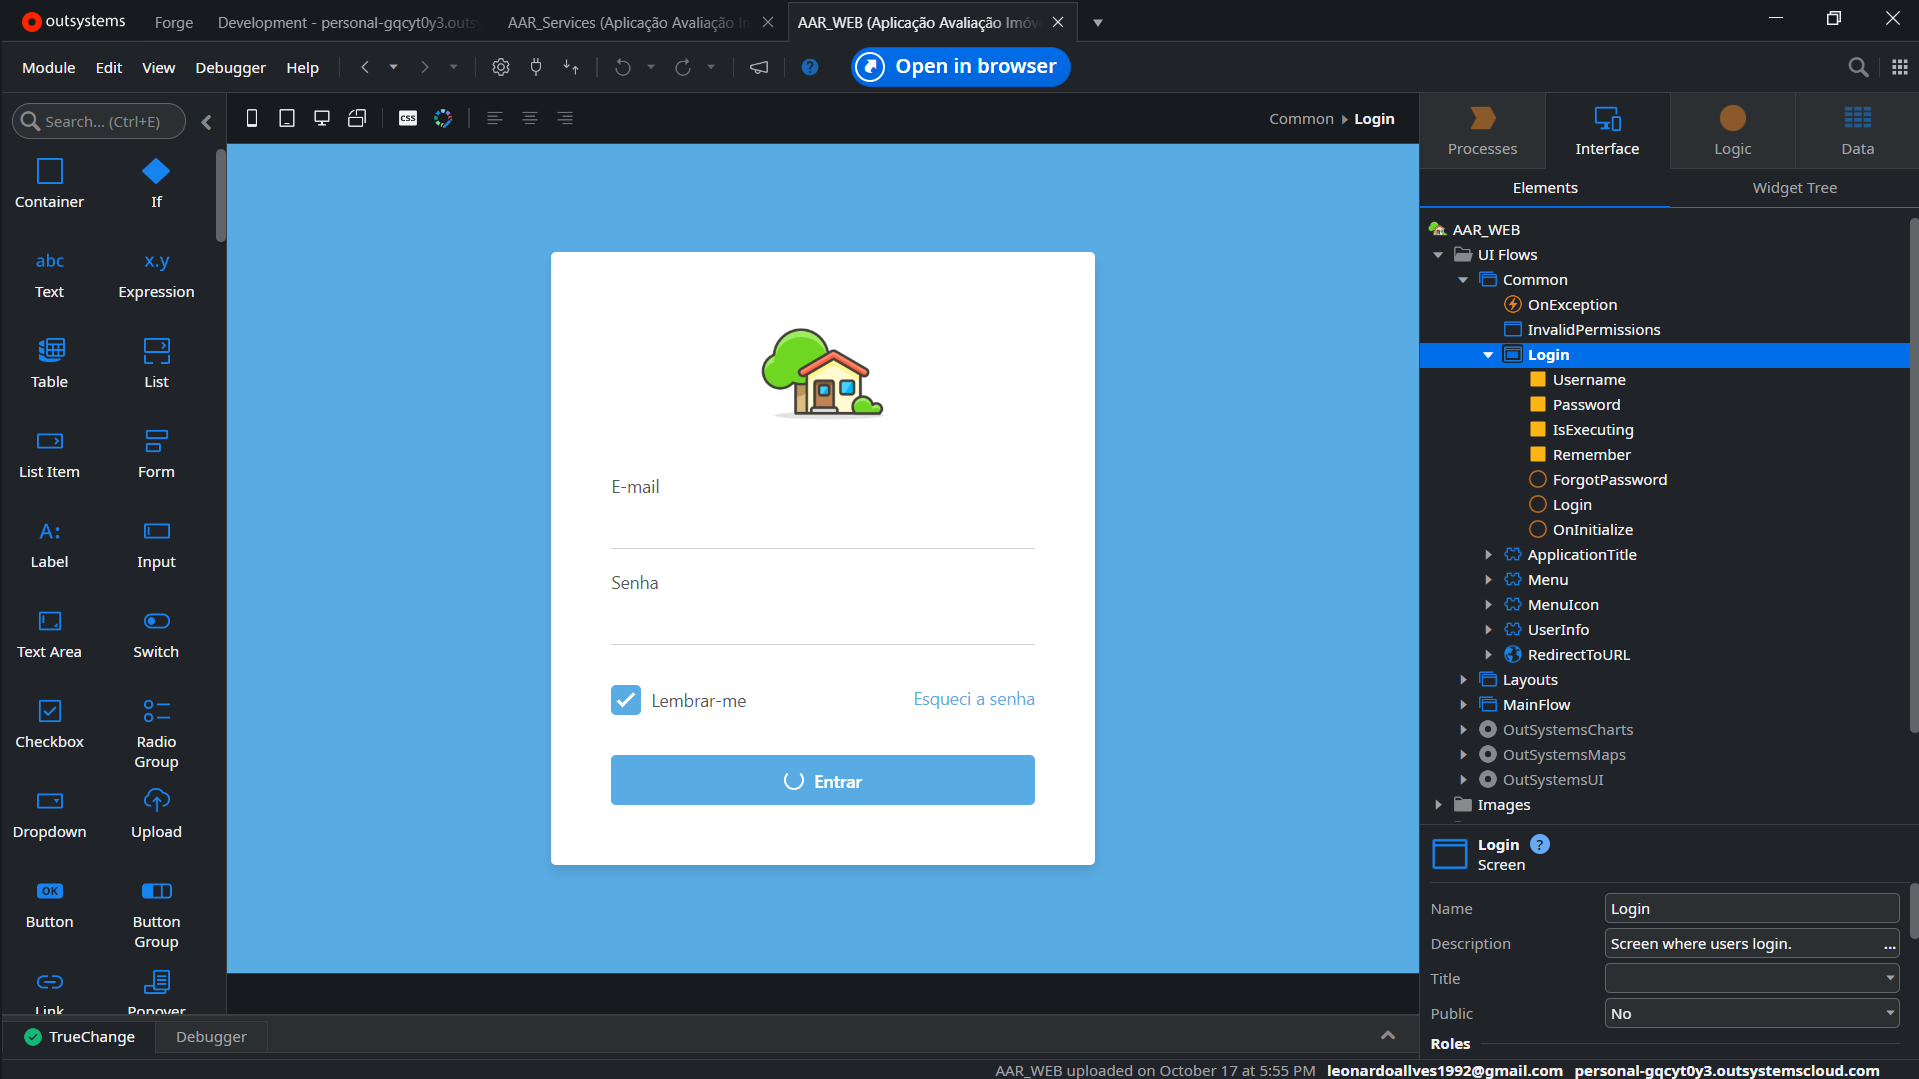 outsystems
Forge
Development - personal-gqcyt0y3.outsy
AAR_Services (Aplicação Avaliação I
AAR_WEB (Aplicação Avaliação Imóv
Module Edit View Debugger Help
Open in browser
Search... (Ctrl+E)
Common Login
Processes Interface Logic Data
Elements Widget Tree
Container
If
abc
Text
x.y
Expression
Table
List
List Item
Form
A:
Label
Input
Text Area
Switch
Checkbox
Radio
Group
Dropdown
Upload
OK
Button
Button
Group
Link
Popover
css
E-mail
Senha
Lembrar-me
Esqueci a senha
Entrar
AAR_WEB
UI Flows
Common
OnException
InvalidPermissions
Login
Username
Password
IsExecuting
Remember
ForgotPassword
Login
OnInitialize
ApplicationTitle
Menu
MenuIcon
UserInfo
RedirectToURL
Layouts
MainFlow
OutSystemsCharts
OutSystemsMaps
OutSystemsUI
Images
Login ?
Screen
Name Login
Description Screen where users login. ...
Title
Public No
Roles
TrueChange
Debugger
AAR_WEB uploaded on October 17 at 5:55 PM leonardoallves1992@gmail.com personal-gqcyt0y3.outsystemscloud.com